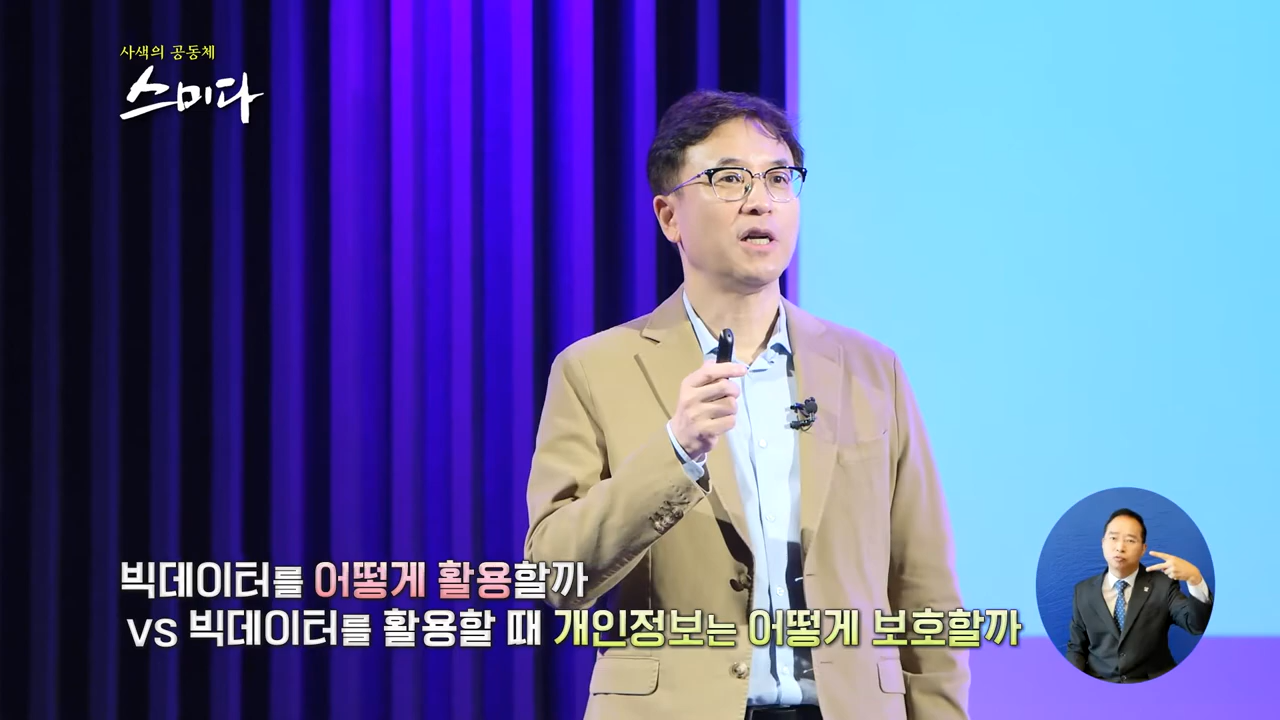 사색의 공동체
스미다
빅데이터를 어떻게 활용할까
vs 빅데이터를 활용할 때 개인정보는 어떻게 보호할까